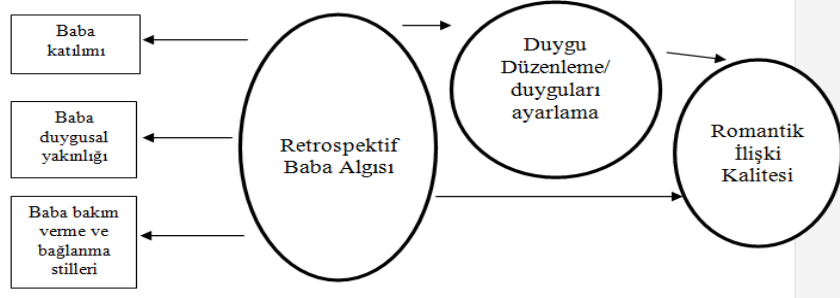 Baba
katılımı
Baba
duygusal
yakınlığı
Baba bakım
verme ve
bağlanma
stilleri
Retrospektif
Baba Algısı
Duygu
Düzenleme/
duyguları
ayarlama
Romantik
İlişki
Kalitesi